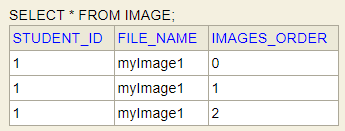 SELECT * FROM IMAGE;
STUDENT_ID FILE_NAME IMAGES_ORDER
1 myImage1 0
1 myImage1 1
1 myImage1 2